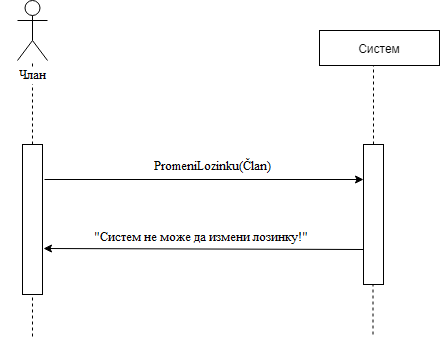 Члан
Систем
PromeniLozinku(Član)
"Систем не може да измени лозинку!"